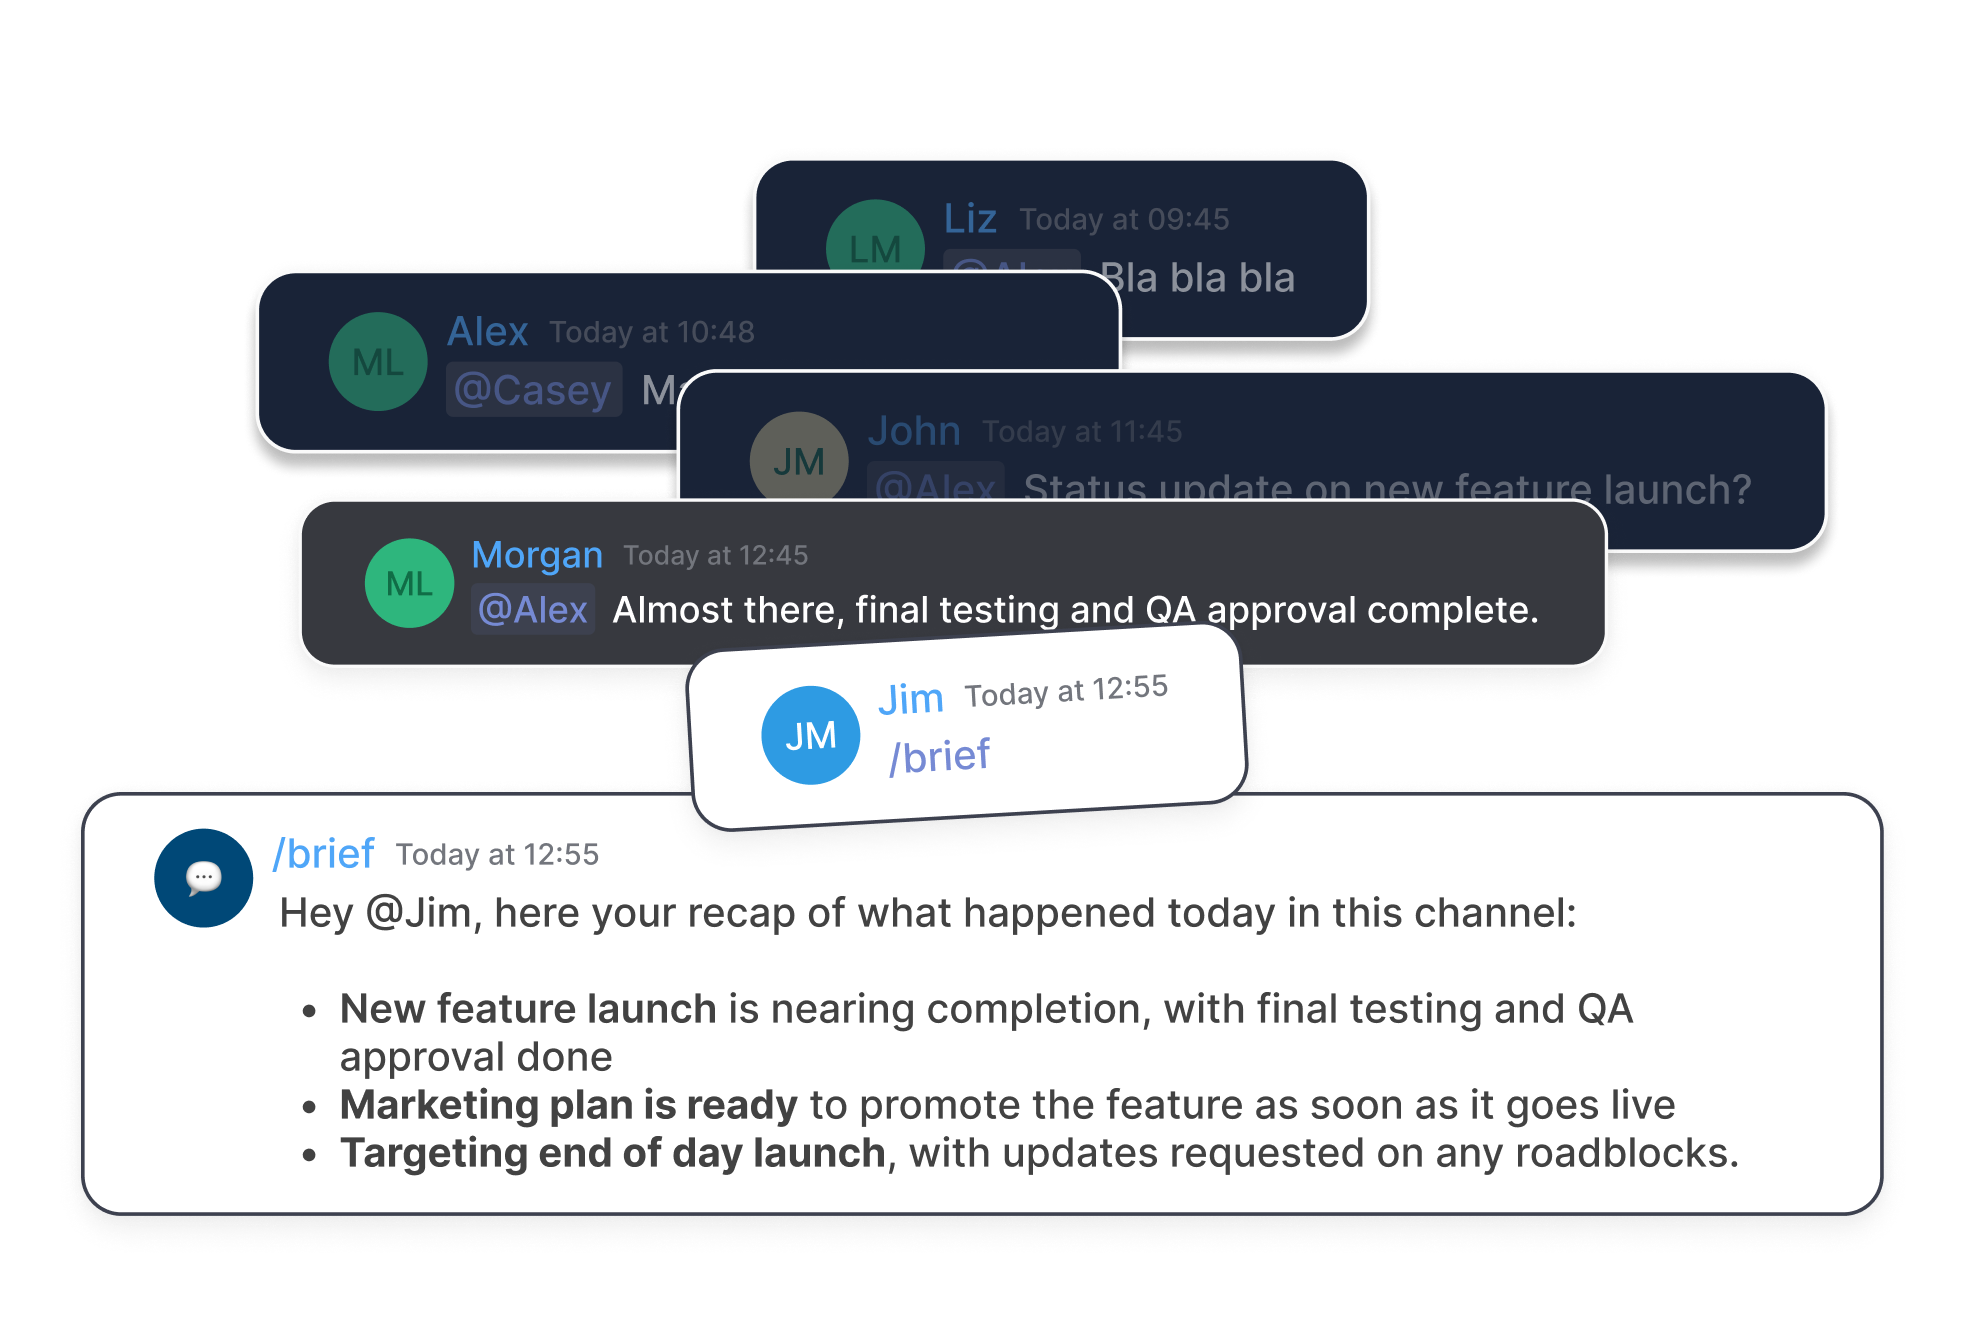 LM Liz Today at 09:45
Bla bla bla
ML Alex Today at 10:48
@Casey
JM John Today at 11:45
@Alex Status update on new feature launch?
ML Morgan Today at 12:45
@Alex Almost there, final testing and QA approval complete.
JM Jim Today at 12:55
/brief
/brief Today at 12:55
Hey @Jim, here your recap of what happened today in this channel:
• New feature launch is nearing completion, with final testing and QA
approval done
• Marketing plan is ready to promote the feature as soon as it goes live
• Targeting end of day launch, with updates requested on any roadblocks.